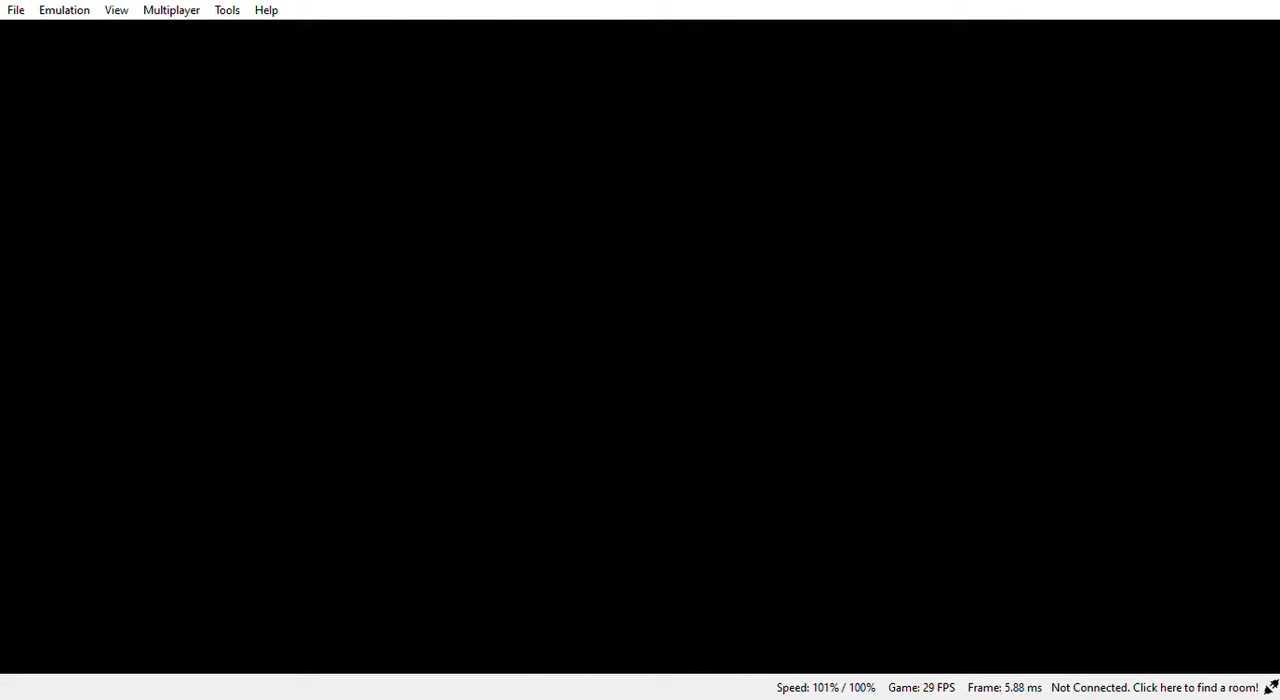 File Emulation View Multiplayer Tools Help
Speed: 101% / 100% Game: 29 FPS Frame: 5.88 ms Not Connected. Click here to find a room!